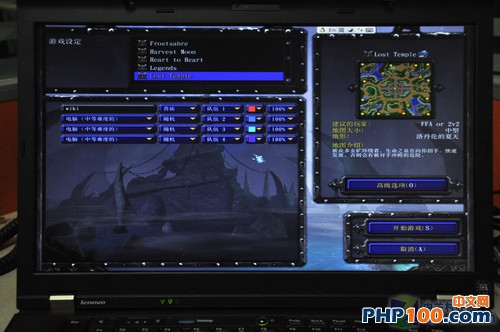 游戏设定
Frostsabre
Harvest Moon
Heart to Heart
Legends
Lost Temple
wiki 兽族 队伍 1 100%
电脑 (中等难度的) 随机 队伍 2 100%
电脑 (中等难度的) 随机 队伍 2 100%
电脑 (中等难度的) 随机 队伍 1 100%
Lost Temple
建议的玩家: FFA or 2v2
地图大小: 中型
地形: 洛丹伦的夏天
地图介绍:
高级选项(O)
开始游戏(S)
取消(A)
lenovo
中文网
PHP100.com